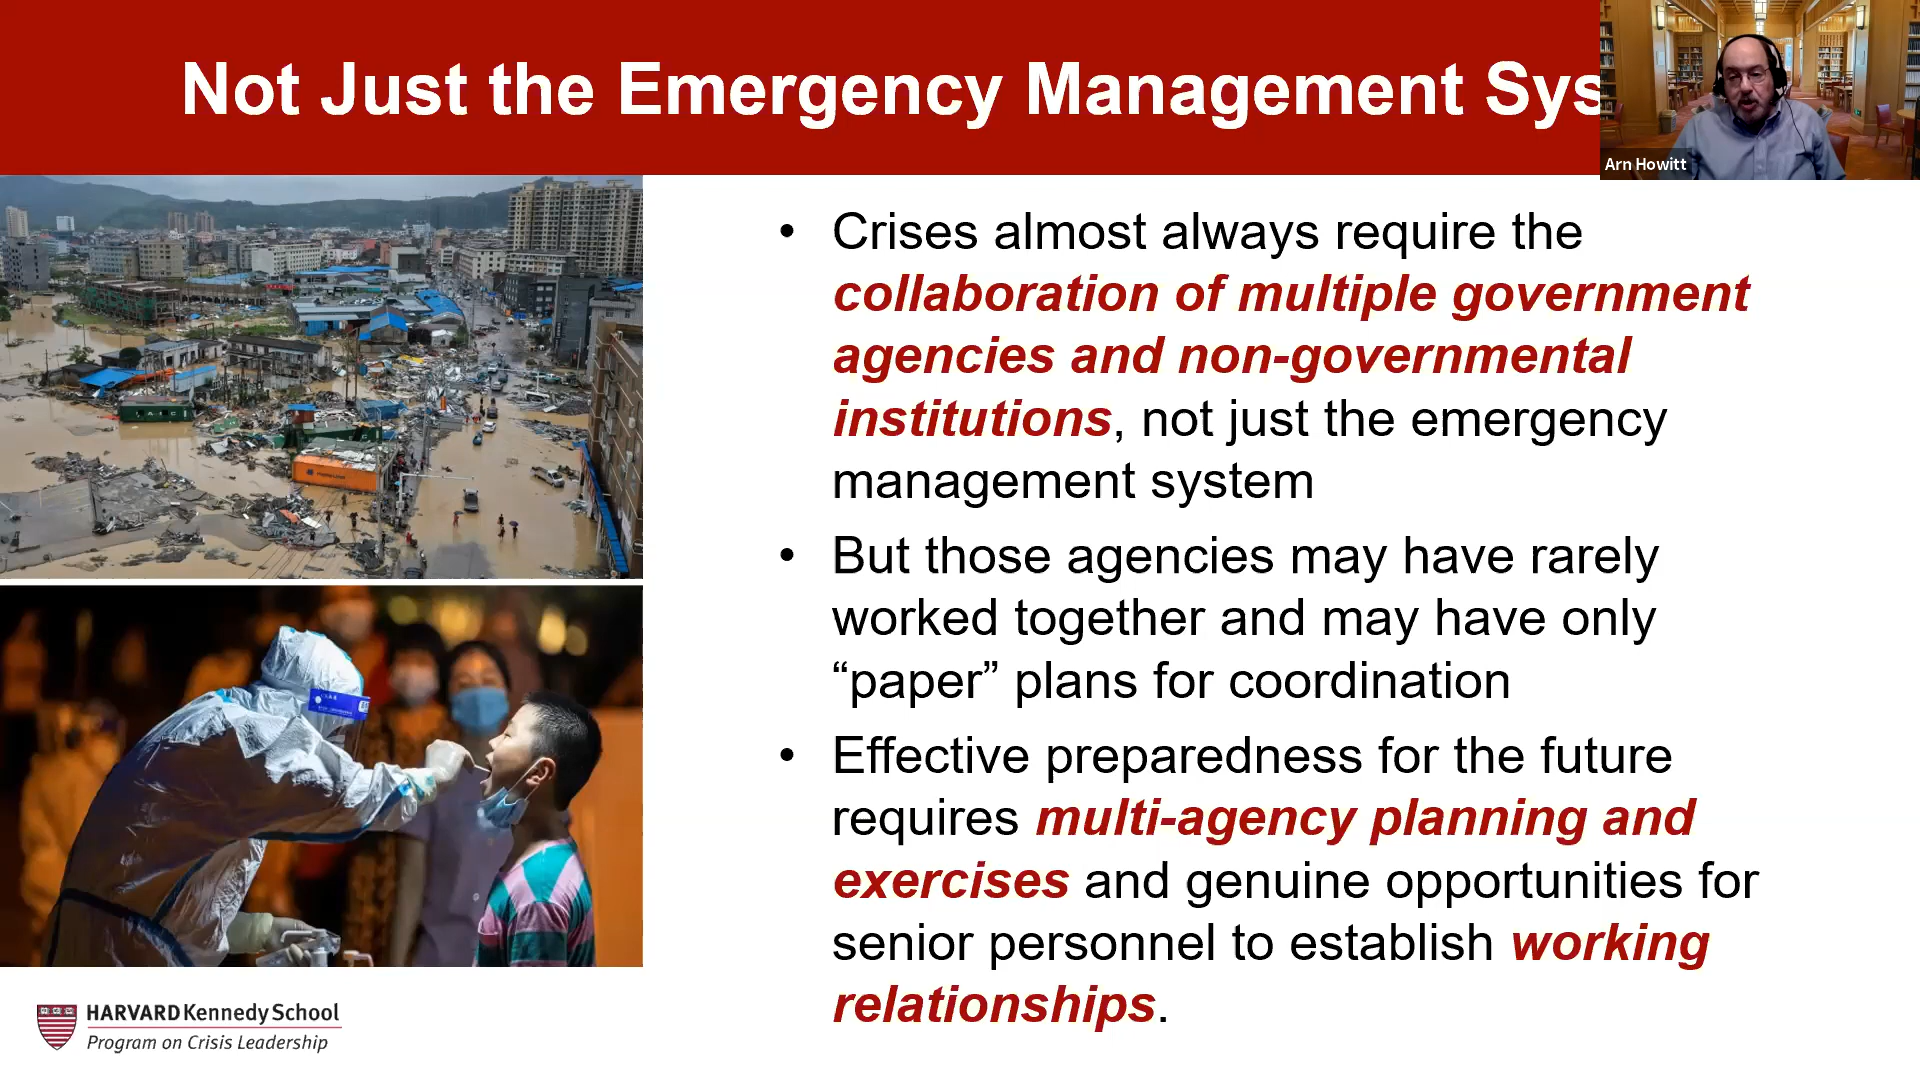 Not Just the Emergency Management Sys
Arn Howitt
• Crises almost always require the
collaboration of multiple government
agencies and non-governmental
institutions, not just the emergency
management system
• But those agencies may have rarely
worked together and may have only
“paper” plans for coordination
• Effective preparedness for the future
requires multi-agency planning and
exercises and genuine opportunities for
senior personnel to establish working
relationships.
HARVARD Kennedy School
Program on Crisis Leadership